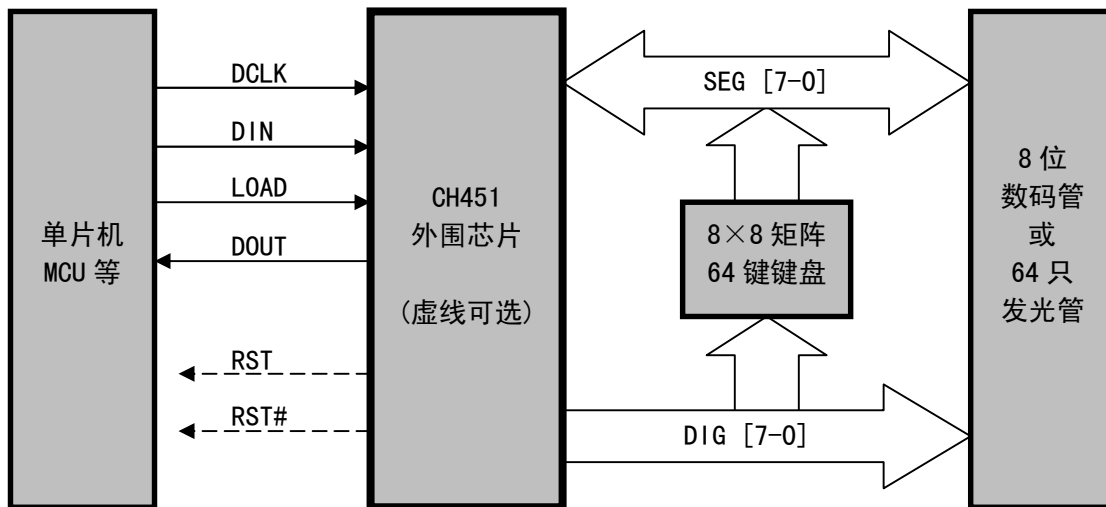 单片机
MCU 等
DCLK
DIN
LOAD
DOUT
RST
RST#
CH451
外围芯片
(虚线可选)
SEG [7-0]
8×8 矩阵
64 键键盘
DIG [7-0]
8 位
数码管
或
64 只
发光管